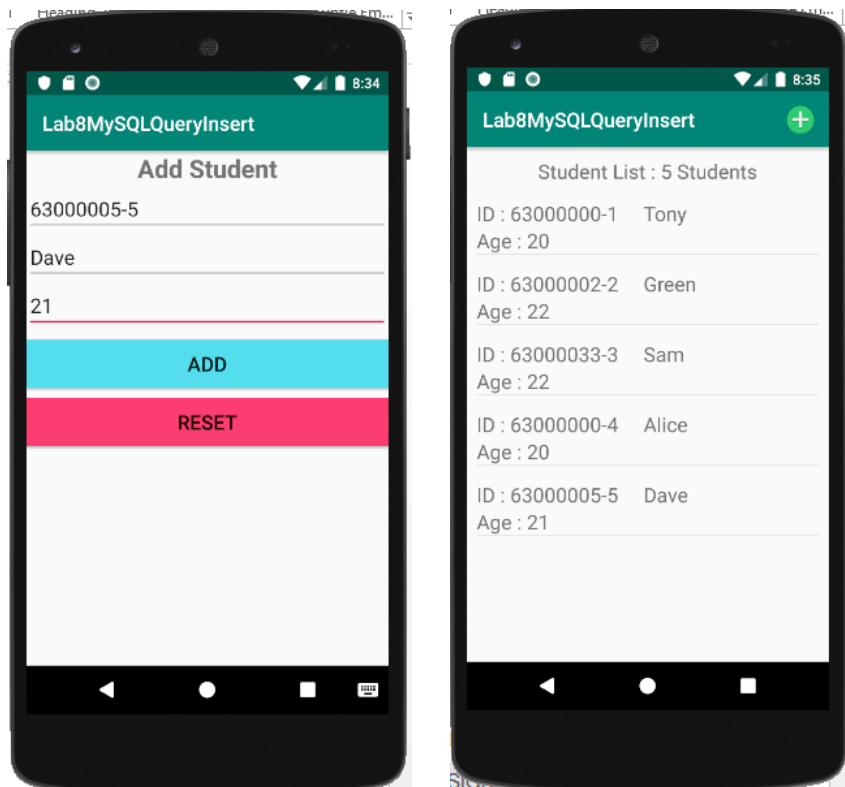 8:34
Lab8MySQLQueryInsert
Add Student
63000005-5
Dave
21
ADD
RESET
8:35
Lab8MySQLQueryInsert
Student List : 5 Students
ID : 63000000-1 Tony
Age : 20
ID : 63000002-2 Green
Age : 22
ID : 63000033-3 Sam
Age : 22
ID : 63000000-4 Alice
Age : 20
ID : 63000005-5 Dave
Age : 21